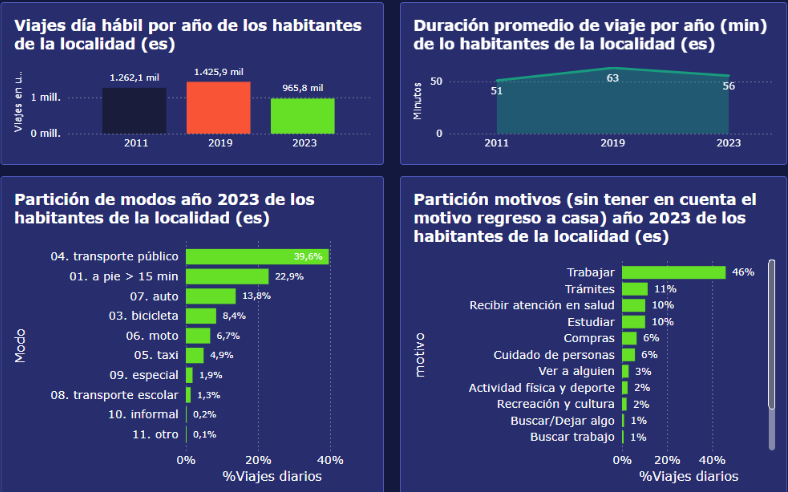 Viajes día hábil por año de los habitantes
de la localidad (es)
Viajes en u...
1 mill.
0 mill.
1.262,1 mil
1.425,9 mil
965,8 mil
2011
2019
2023
Duración promedio de viaje por año (min)
de lo habitantes de la localidad (es)
Minutos
50
0
51
63
56
2011
2019
2023
Partición de modos año 2023 de los
habitantes de la localidad (es)
Modo
04. transporte público 39,6%
01. a pie > 15 min 22,9%
07. auto 13,8%
03. bicicleta 8,4%
06. moto 6,7%
05. taxi 4,9%
09. especial 1,9%
08. transporte escolar 1,3%
10. informal 0,2%
11. otro 0,1%
0% 20% 40%
%Viajes diarios
Partición motivos (sin tener en cuenta el
motivo regreso a casa) año 2023 de los
habitantes de la localidad (es)
motivo
Trabajar 46%
Trámites 11%
Recibir atención en salud 10%
Estudiar 10%
Compras 6%
Cuidado de personas 6%
Ver a alguien 3%
Actividad física y deporte 2%
Recreación y cultura 2%
Buscar/Dejar algo 1%
Buscar trabajo 1%
0% 20% 40%
%Viajes diarios